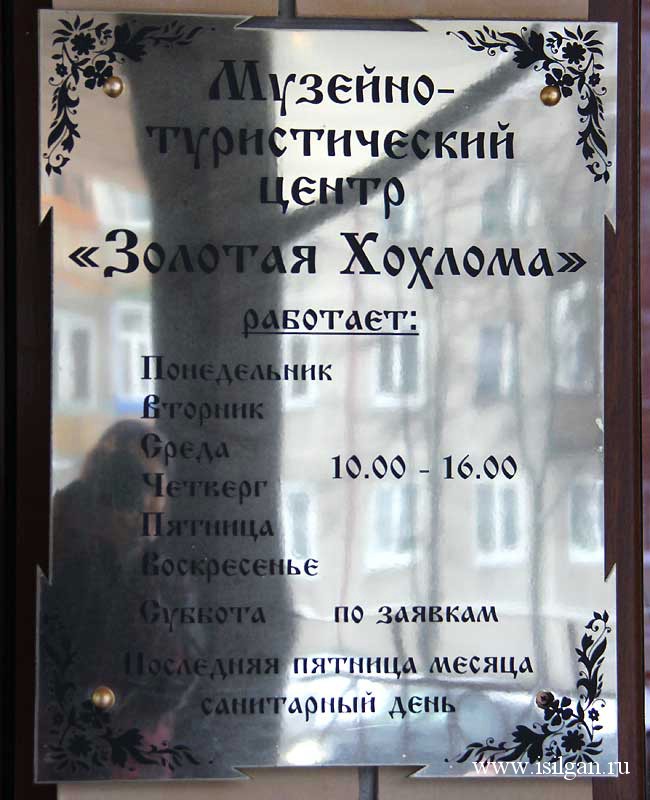 Музейно-
туристический
центр
«Золотая Хохлома»
работает:
Понедельник
Вторник
Среда
Четверг
Пятница
Воскресенье
10.00 - 16.00
Суббота по заявкам
Последняя пятница месяца
санитарный день
www.isilgan.ru